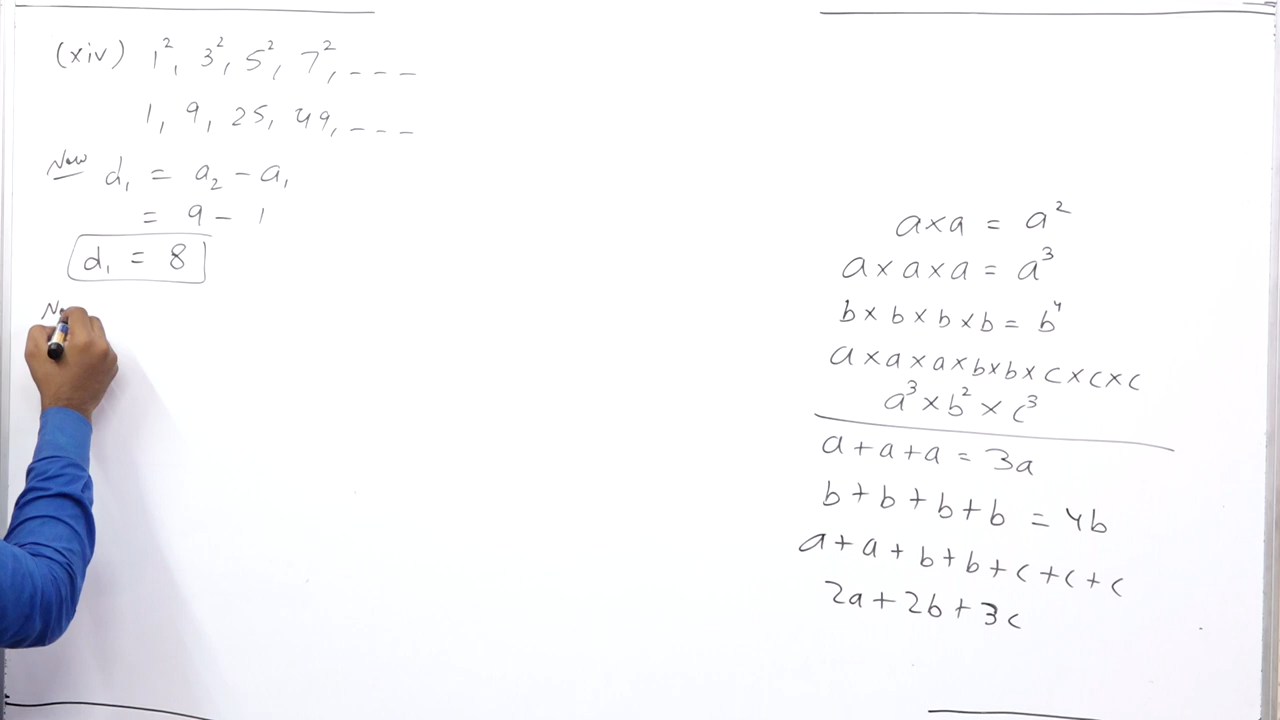 (xiv) 1², 3², 5², 7², - - -
1, 9, 25, 49, - - -
Now d₁ = a₂ - a₁
= 9 - 1
d₁ = 8
a×a = a²
a × a × a = a³
b × b × b × b = b⁴
a × a × a × b × b × c × c × c
a³ × b² × c³
a + a + a = 3a
b + b + b + b = 4b
a + a + b + b + c + c + c
2a + 2b + 3c